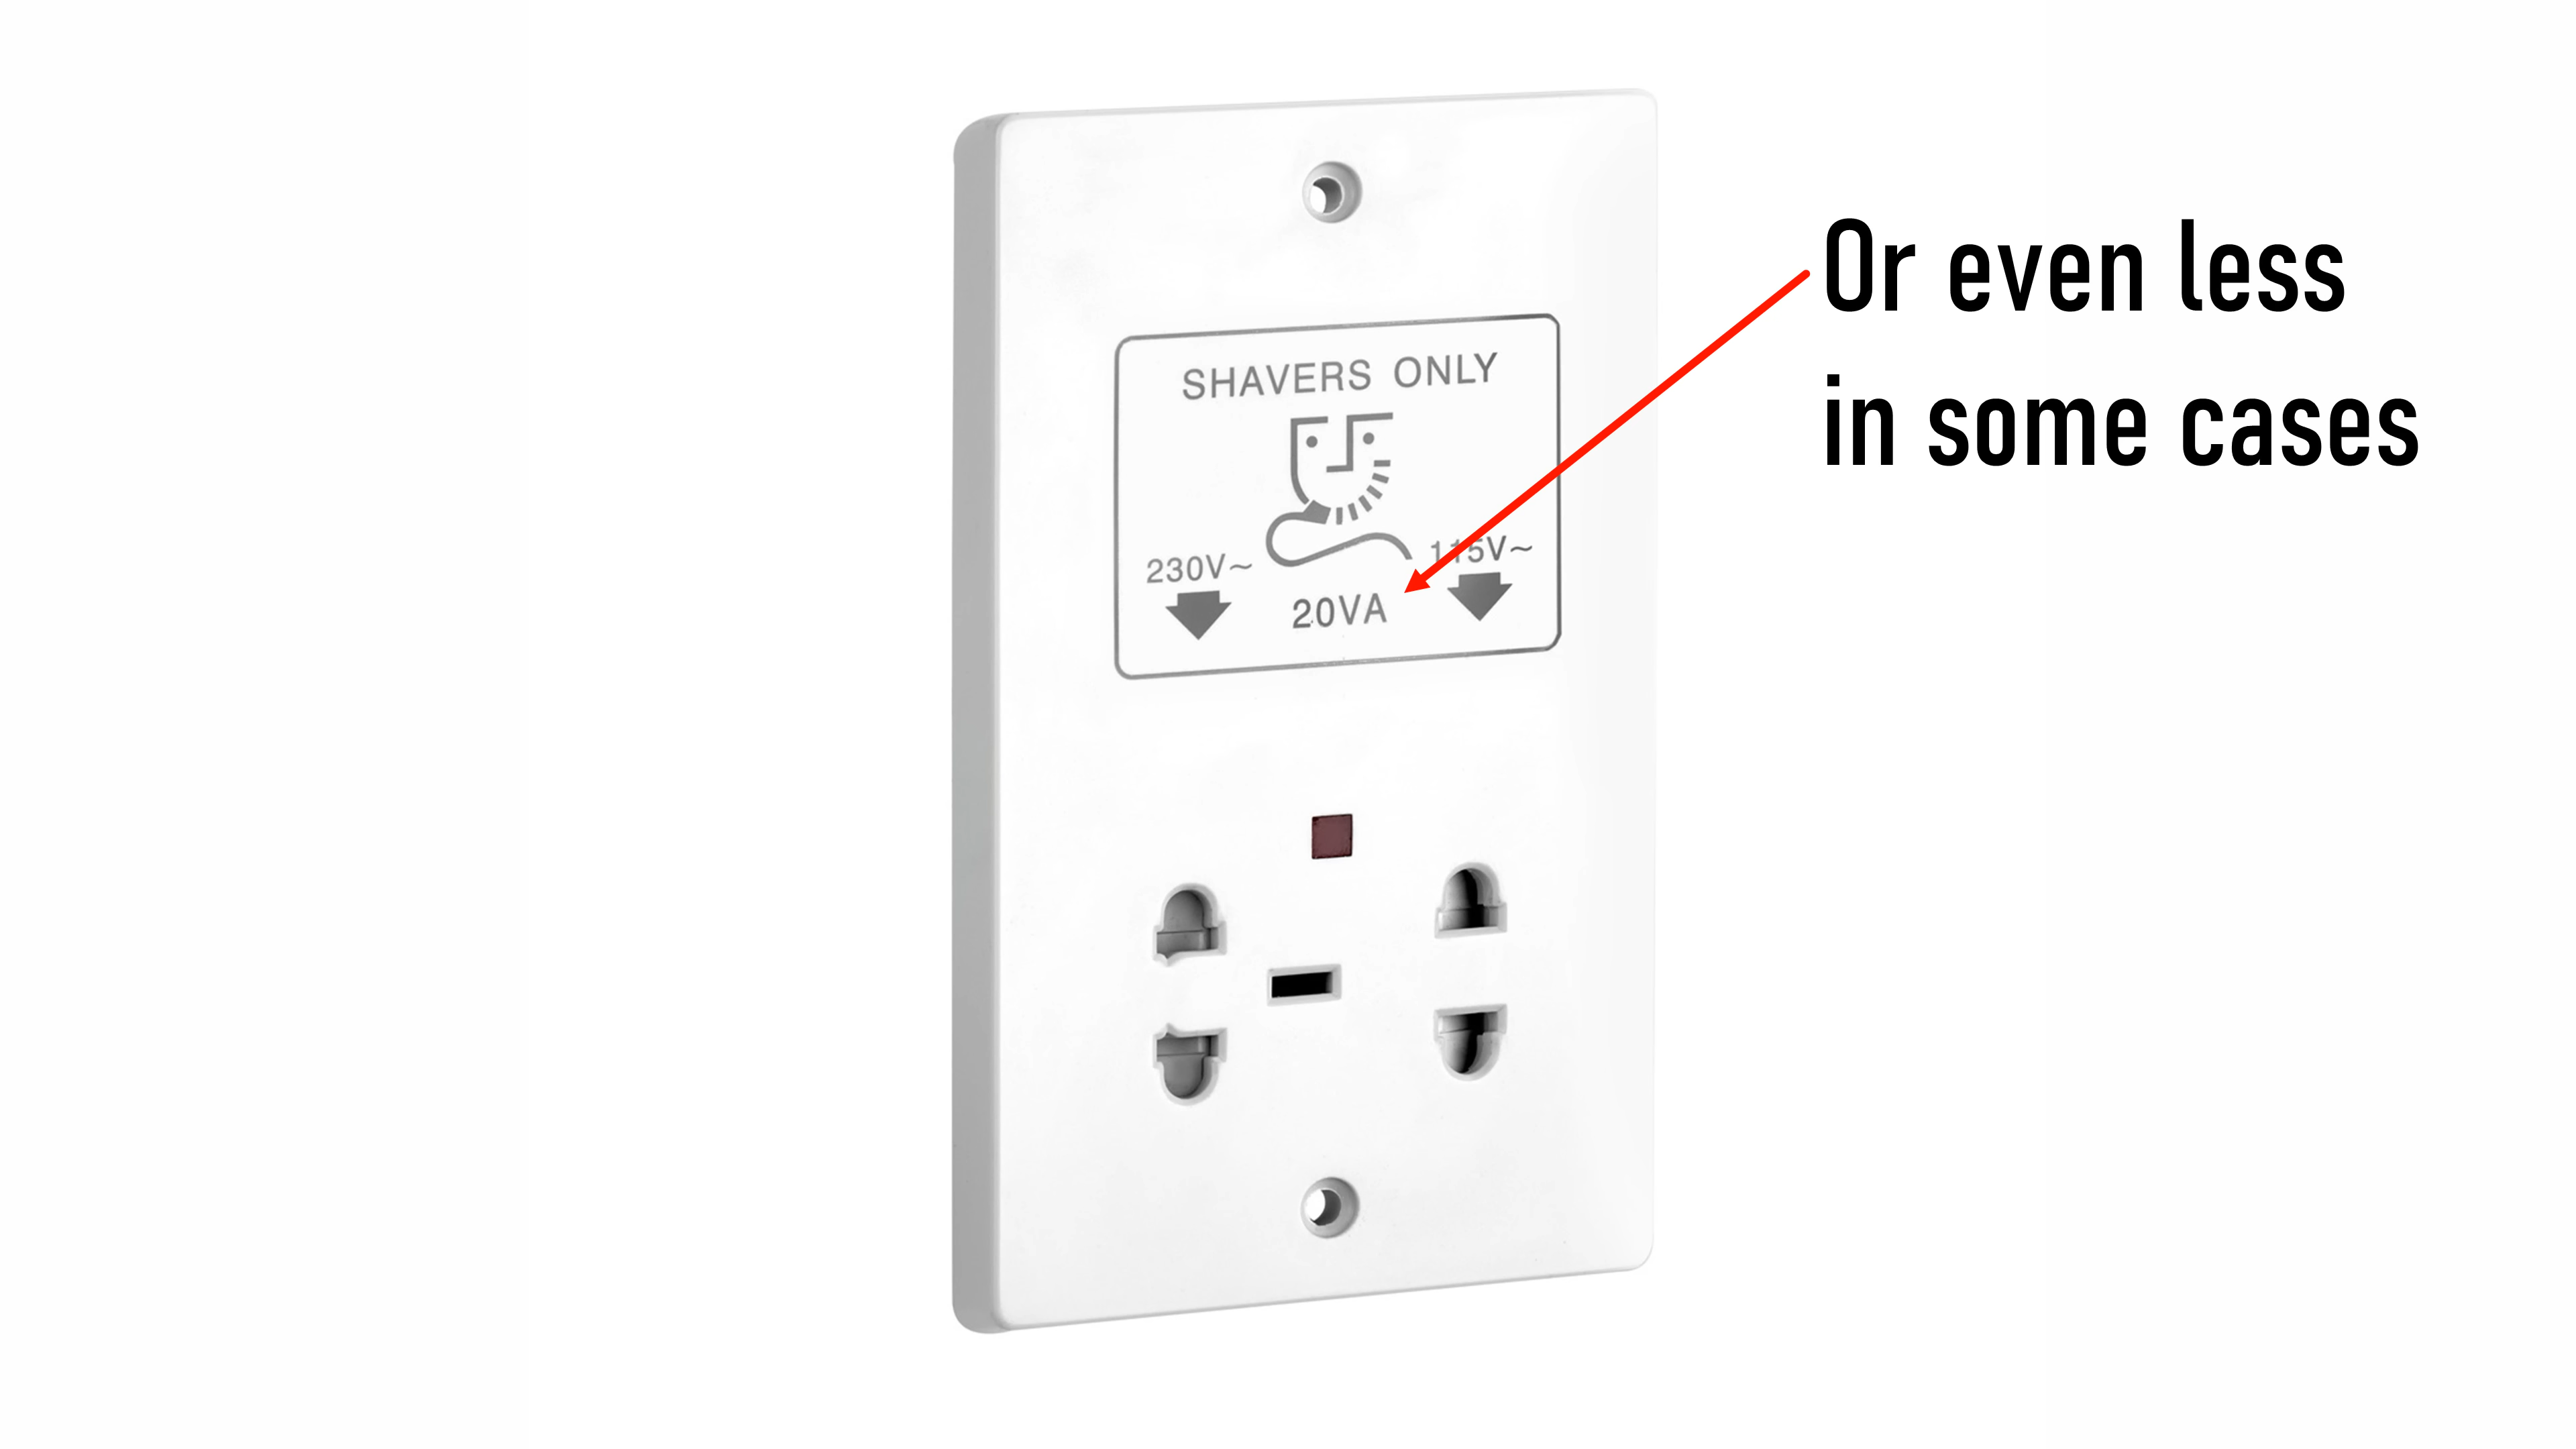 Or even less
in some cases
SHAVERS ONLY
230V~
115V~
20VA